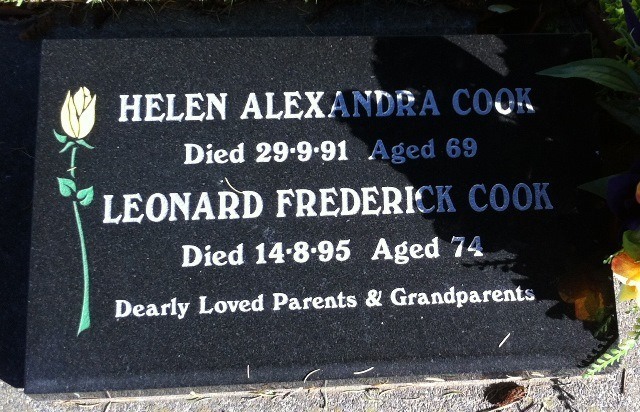 HELEN ALEXANDRA COOK
Died 29·9·91 Aged 69
LEONARD FREDERICK COOK
Died 14·8·95 Aged 74
Dearly Loved Parents & Grandparents